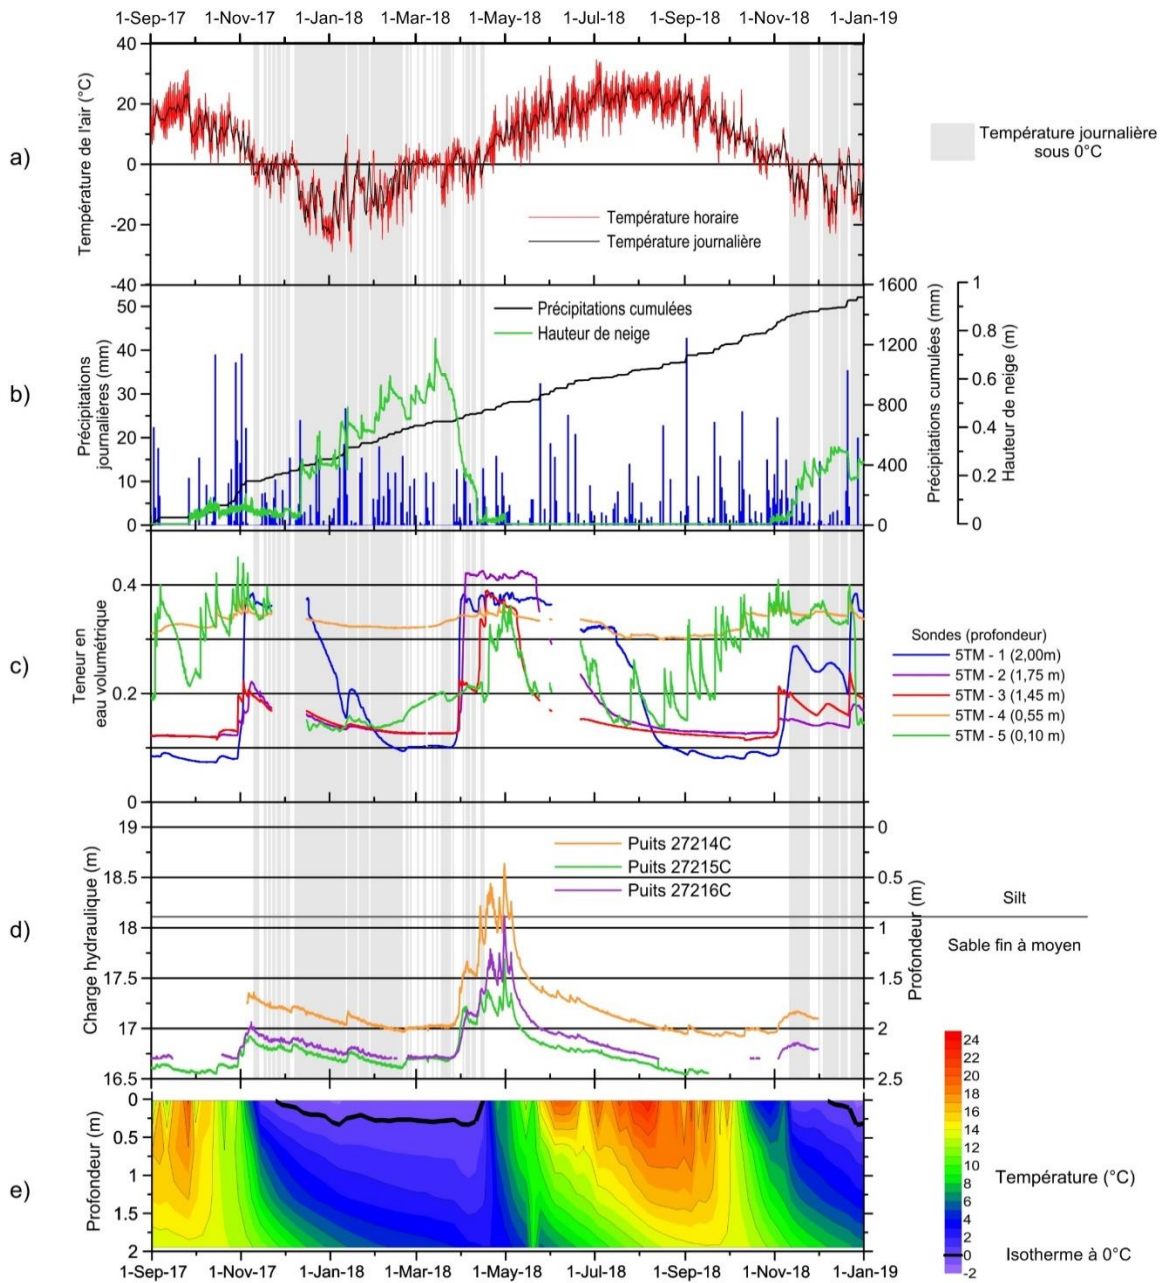 1-Sep-17 1-Nov-17 1-Jan-18 1-Mar-18 1-May-18 1-Jul-18 1-Sep-18 1-Nov-18 1-Jan-19
a)
Température de l'air (°C)
40
20
0
-20
-40
Température horaire
Température journalière
Température journalière
sous 0°C
b)
Précipitations
journalières (mm)
50
40
30
20
10
0
Précipitations cumulées
Hauteur de neige
1600
1200
800
400
0
Précipitations cumulées (mm)
1
0.8
0.6
0.4
0.2
0
Hauteur de neige (m)
c)
Teneur en
eau volumétrique
0.4
0.2
0
Sondes (profondeur)
5TM - 1 (2,00m)
5TM - 2 (1,75 m)
5TM - 3 (1,45 m)
5TM - 4 (0,55 m)
5TM - 5 (0,10 m)
d)
Charge hydraulique (m)
19
18.5
18
17.5
17
16.5
Puits 27214C
Puits 27215C
Puits 27216C
0
0.5
1
1.5
2
2.5
Profondeur (m)
Silt
Sable fin à moyen
e)
Profondeur (m)
0
0.5
1
1.5
2
24
22
20
18
16
14
12
10
8
6
4
2
0
-2
Température (°C)
Isotherme à 0°C
1-Sep-17 1-Nov-17 1-Jan-18 1-Mar-18 1-May-18 1-Jul-18 1-Sep-18 1-Nov-18 1-Jan-19